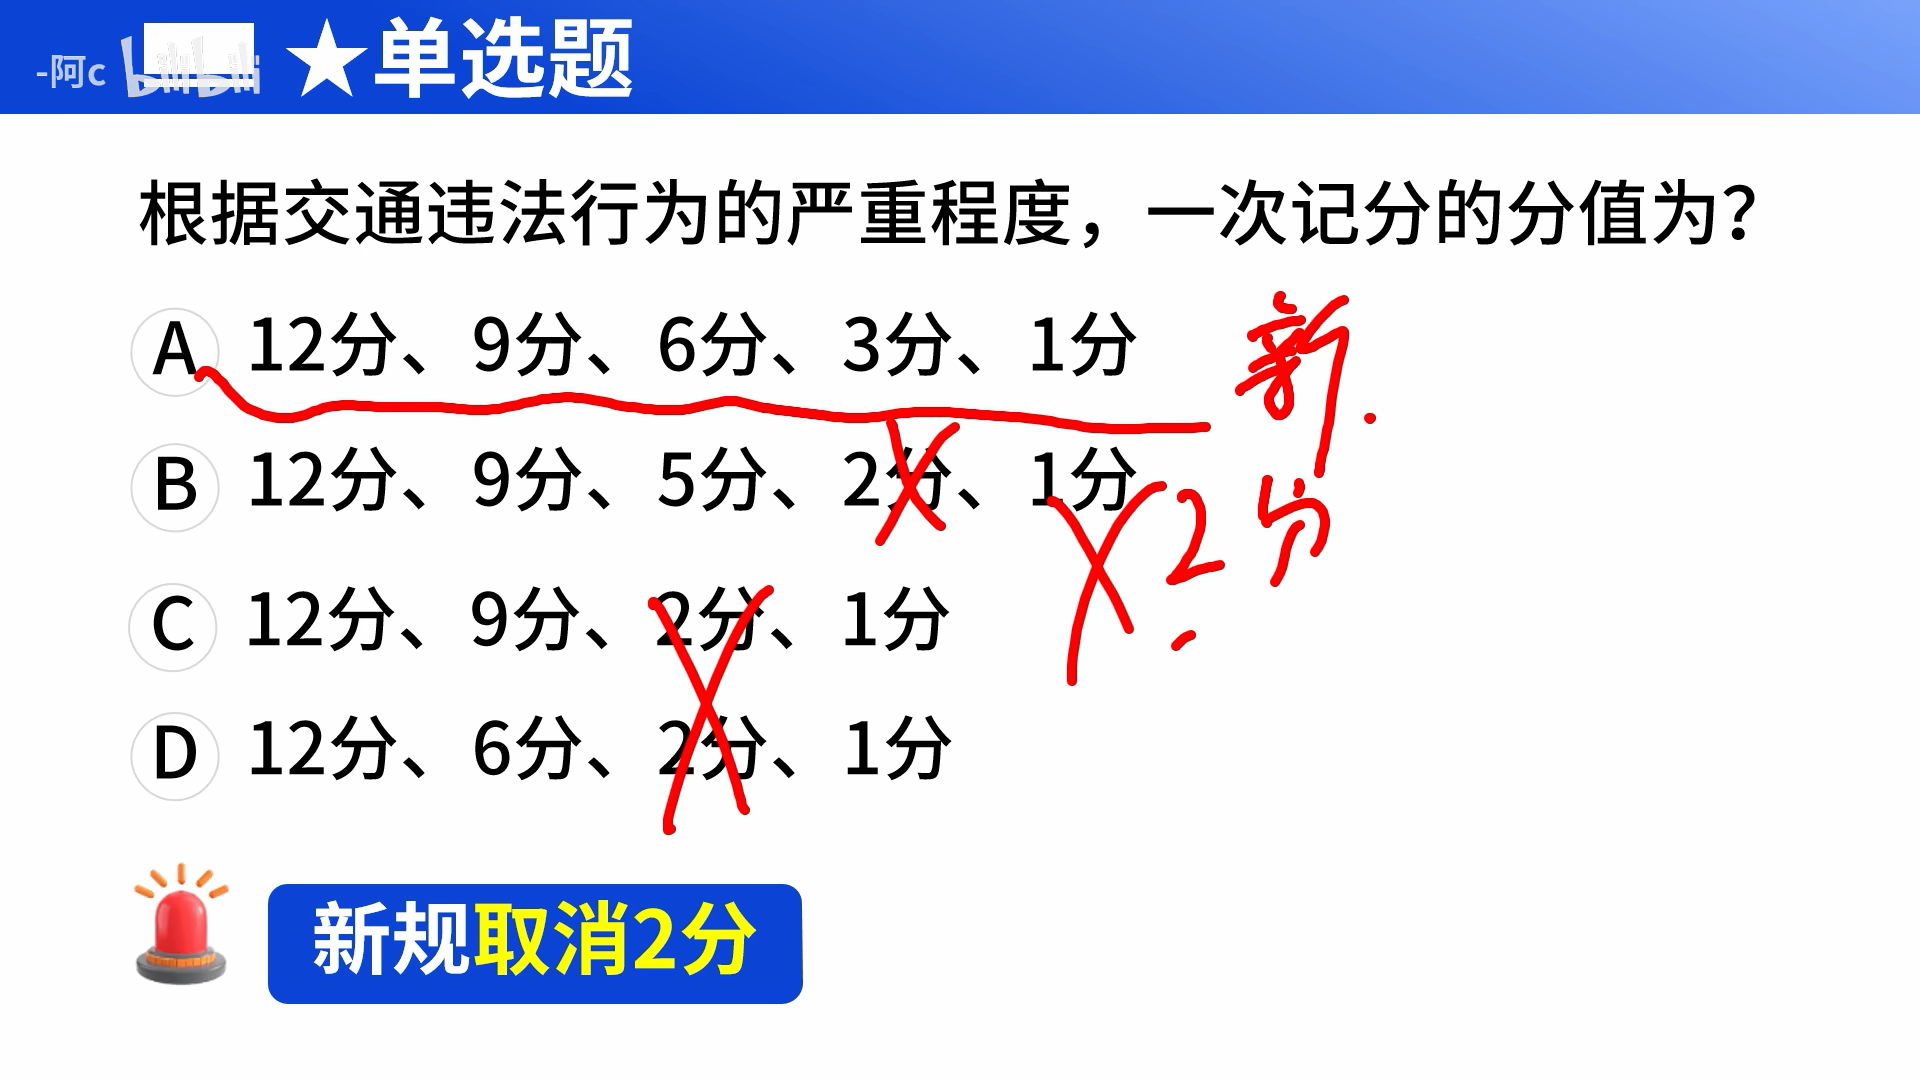 -阿c bilibili ★单选题
根据交通违法行为的严重程度，一次记分的分值为？
A 12分、9分、6分、3分、1分 新.
B 12分、9分、5分、2分、1分
2分
C 12分、9分、2分、1分
D 12分、6分、2分、1分
新规取消2分